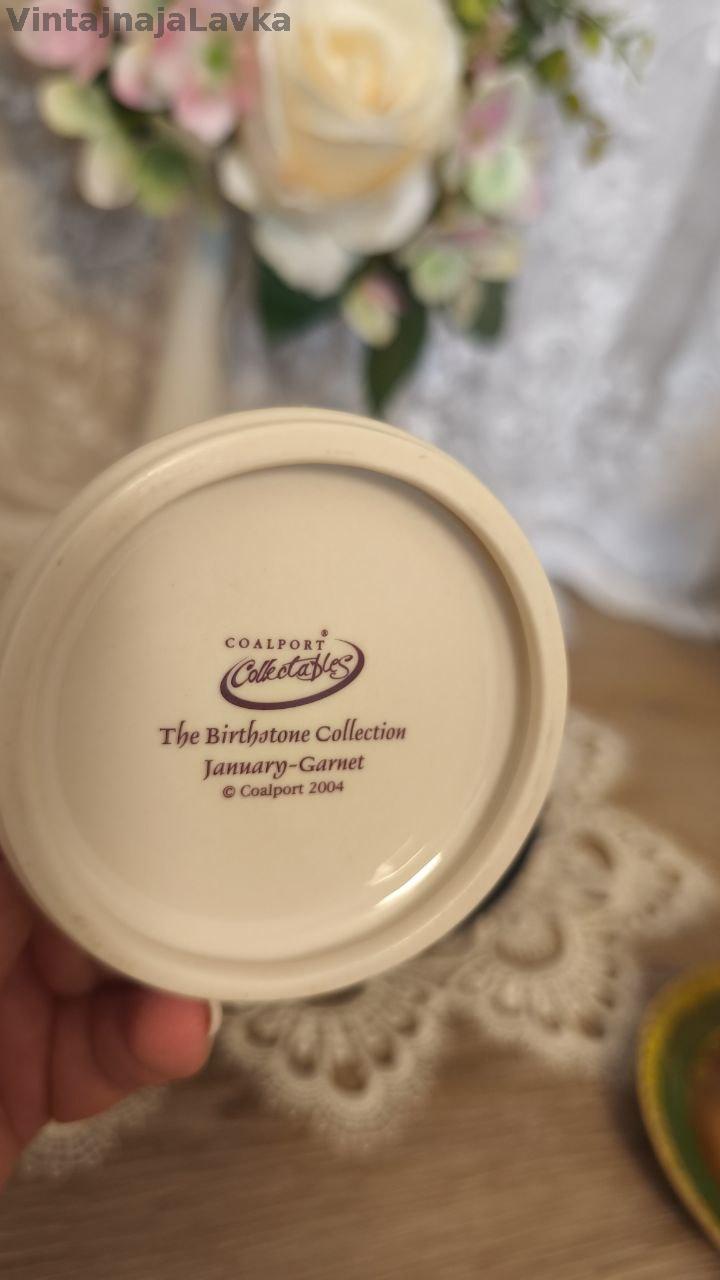 VintajnajaLavka
COALPORT®
Collectables
The Birthstone Collection
January-Garnet
© Coalport 2004